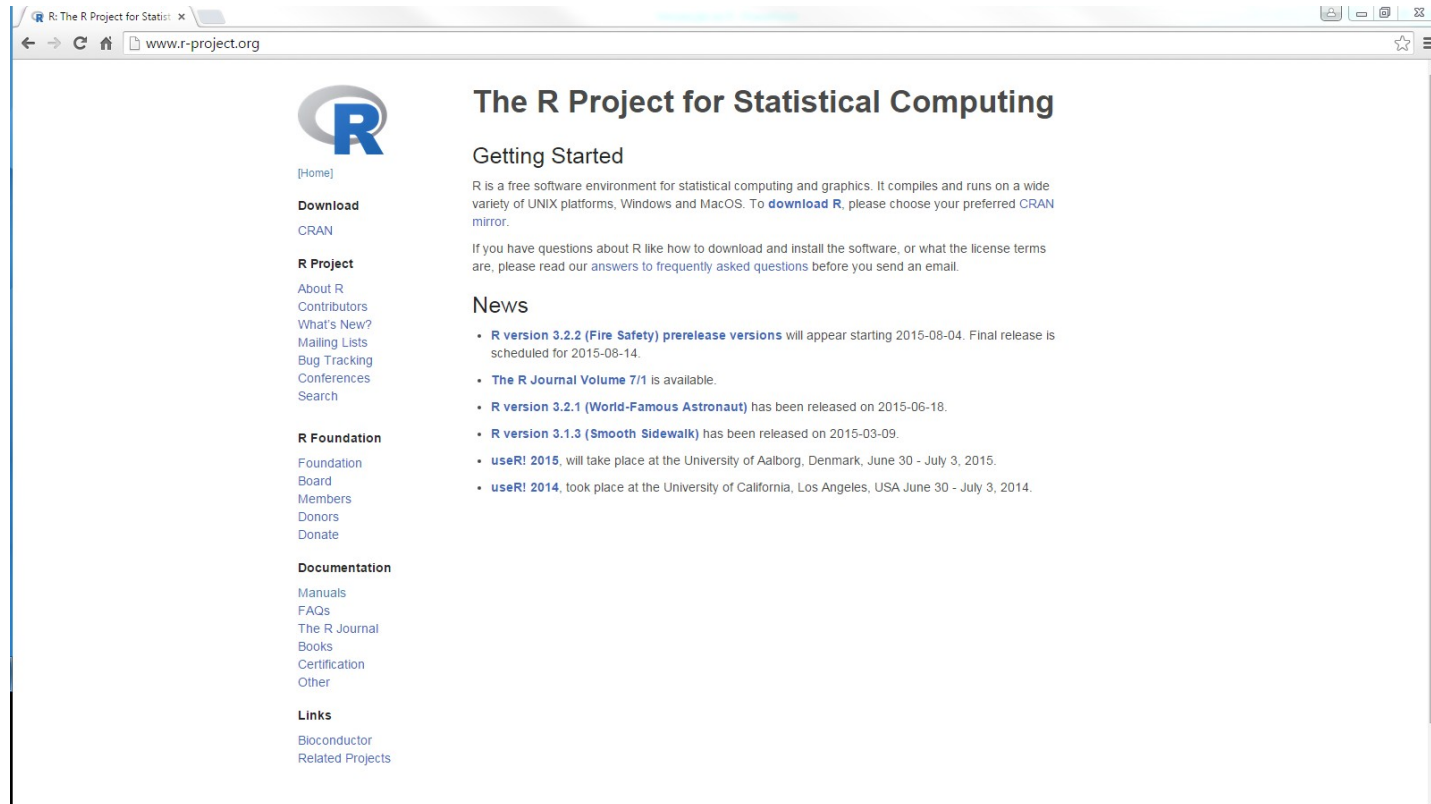 R: The R Project for Statist
www.r-project.org
R
[Home]
Download
CRAN
R Project
About R
Contributors
What's New?
Mailing Lists
Bug Tracking
Conferences
Search
R Foundation
Foundation
Board
Members
Donors
Donate
Documentation
Manuals
FAQs
The R Journal
Books
Certification
Other
Links
Bioconductor
Related Projects
The R Project for Statistical Computing
Getting Started
R is a free software environment for statistical computing and graphics. It compiles and runs on a wide
variety of UNIX platforms, Windows and MacOS. To download R, please choose your preferred CRAN
mirror.
If you have questions about R like how to download and install the software, or what the license terms
are, please read our answers to frequently asked questions before you send an email.
News
• R version 3.2.2 (Fire Safety) prerelease versions will appear starting 2015-08-04. Final release is
scheduled for 2015-08-14.
• The R Journal Volume 7/1 is available.
• R version 3.2.1 (World-Famous Astronaut) has been released on 2015-06-18.
• R version 3.1.3 (Smooth Sidewalk) has been released on 2015-03-09.
• useR! 2015, will take place at the University of Aalborg, Denmark, June 30 - July 3, 2015.
• useR! 2014, took place at the University of California, Los Angeles, USA June 30 - July 3, 2014.